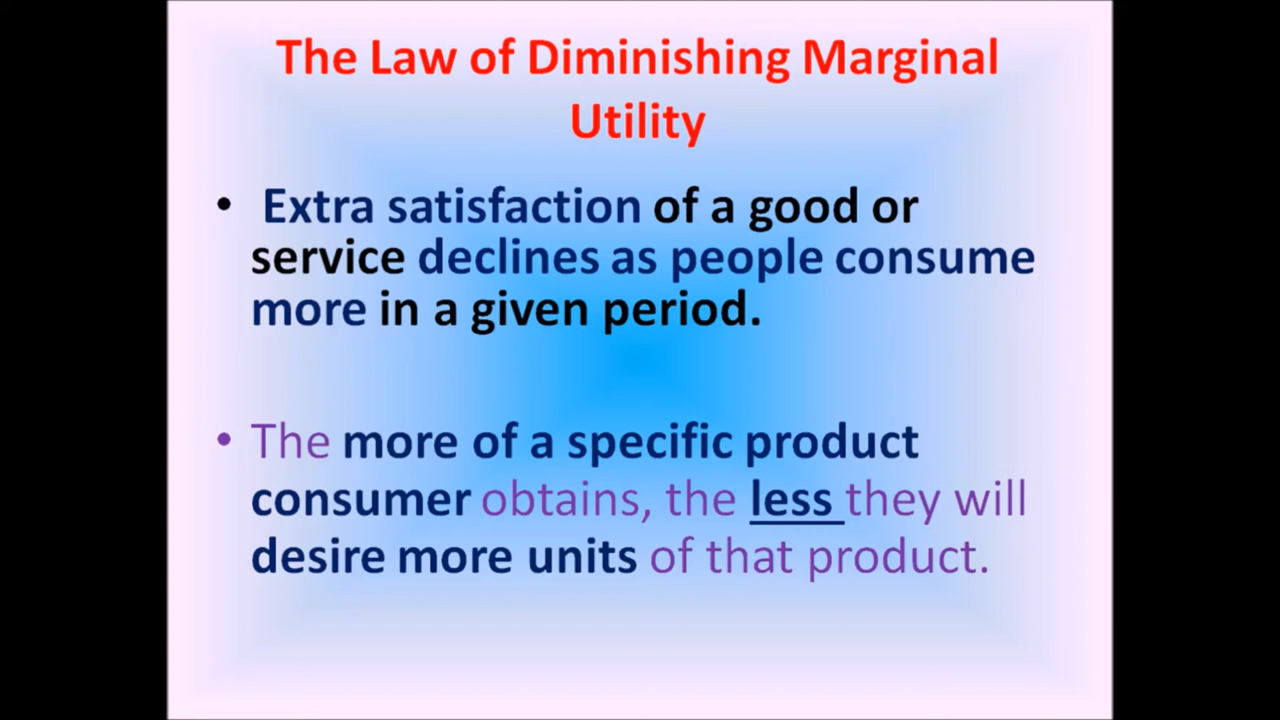 The Law of Diminishing Marginal
Utility
• Extra satisfaction of a good or
service declines as people consume
more in a given period.
• The more of a specific product
consumer obtains, the less they will
desire more units of that product.